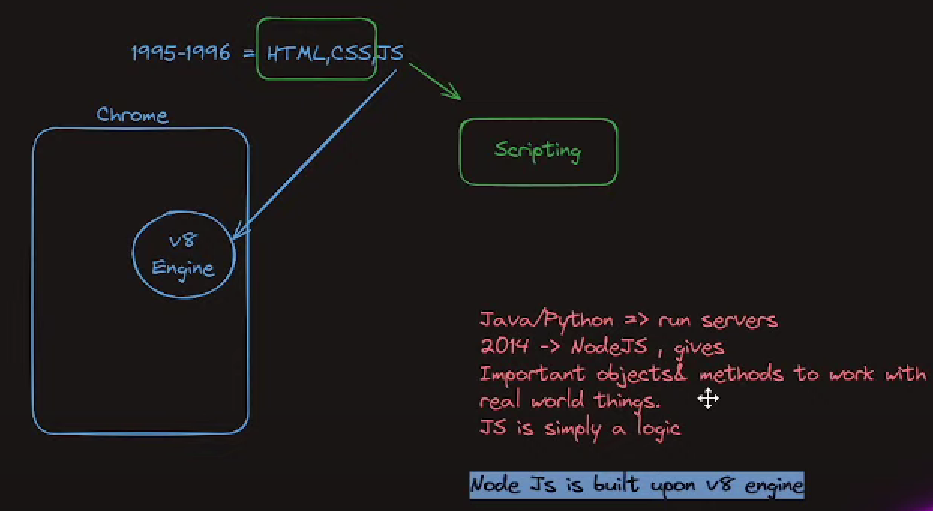 1995-1996 = HTML,CSS,JS
Chrome
Scripting
v8
Engine
Java/Python => run servers
2014 -> NodeJS , gives
Important objects& methods to work with
real world things.
JS is simply a logic
Node Js is built upon v8 engine